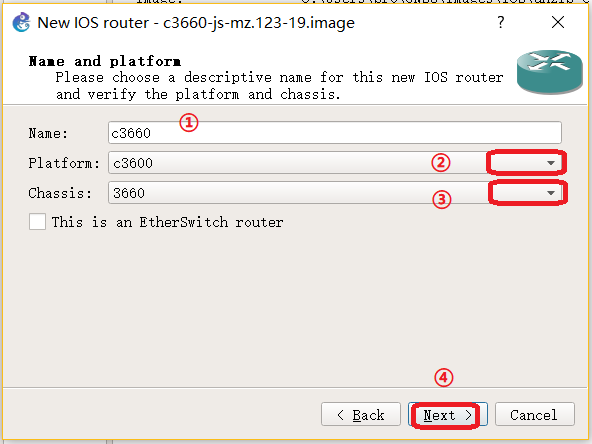 New IOS router - c3660-js-mz.123-19.image
Name and platform
Please choose a descriptive name for this new IOS router
and verify the platform and chassis.
①
Name: c3660
Platform: c3600 ②
Chassis: 3660 ③
This is an EtherSwitch router
④
< Back Next > Cancel